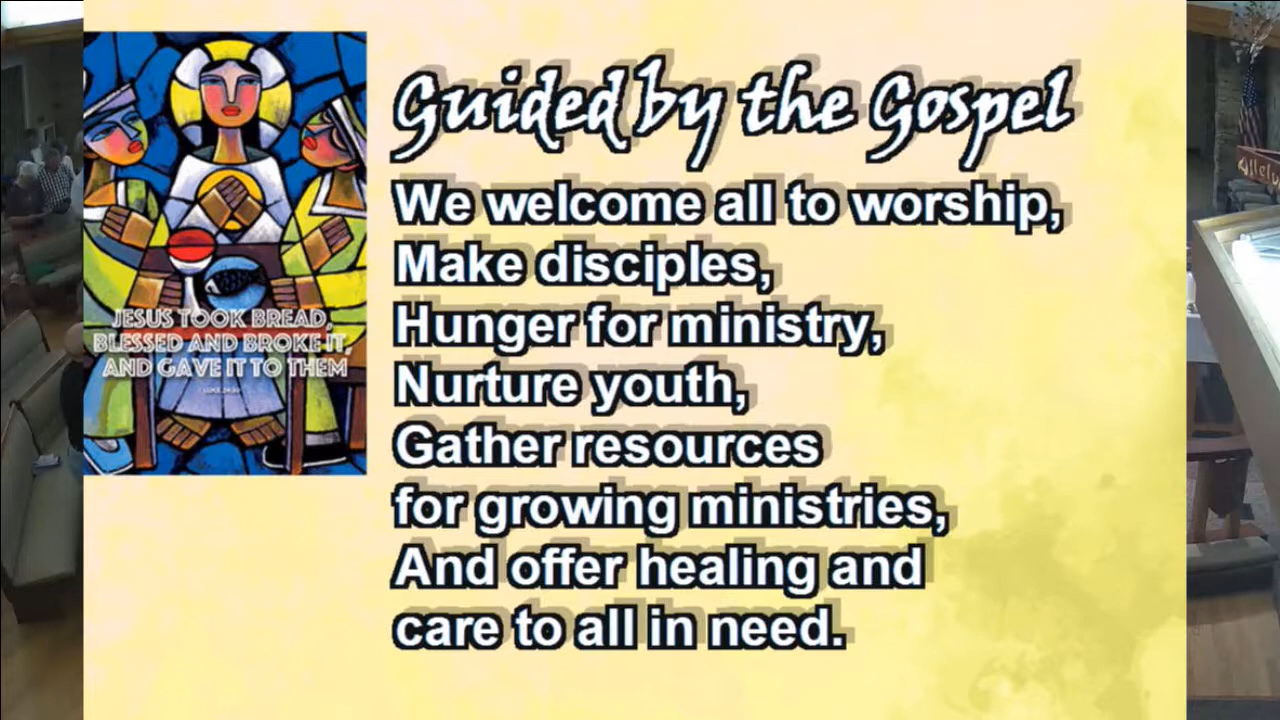 Guided by the Gospel
We welcome all to worship,
Make disciples,
Hunger for ministry,
Nurture youth,
Gather resources
for growing ministries,
And offer healing and
care to all in need.
JESUS TOOK BREAD,
BLESSED AND BROKE IT,
AND GAVE IT TO THEM